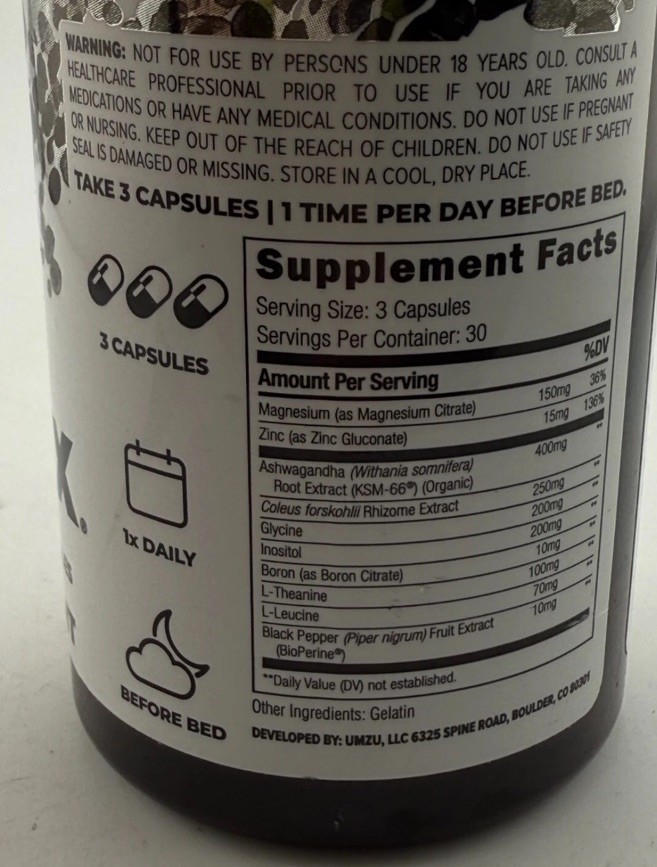 WARNING: NOT FOR USE BY PERSONS UNDER 18 YEARS OLD. CONSULT A
HEALTHCARE PROFESSIONAL PRIOR TO USE IF YOU ARE TAKING ANY
MEDICATIONS OR HAVE ANY MEDICAL CONDITIONS. DO NOT USE IF PREGNANT
OR NURSING. KEEP OUT OF THE REACH OF CHILDREN. DO NOT USE IF SAFETY
SEAL IS DAMAGED OR MISSING. STORE IN A COOL, DRY PLACE.
TAKE 3 CAPSULES | 1 TIME PER DAY BEFORE BED.
3 CAPSULES
1x DAILY
BEFORE BED
Supplement Facts
Serving Size: 3 Capsules
Servings Per Container: 30
%DV
Amount Per Serving
Magnesium (as Magnesium Citrate) 150mg 36%
Zinc (as Zinc Gluconate) 15mg 136%
Ashwagandha (Withania somnifera) 400mg **
Root Extract (KSM-66®) (Organic)
Coleus forskohlii Rhizome Extract 250mg **
Glycine 200mg **
Inositol 200mg **
Boron (as Boron Citrate) 10mg **
L-Theanine 100mg **
L-Leucine 70mg **
Black Pepper (Piper nigrum) Fruit Extract 10mg
(BioPerine®)
**Daily Value (DV) not established.
Other Ingredients: Gelatin
DEVELOPED BY: UMZU, LLC 6325 SPINE ROAD, BOULDER, CO 80301